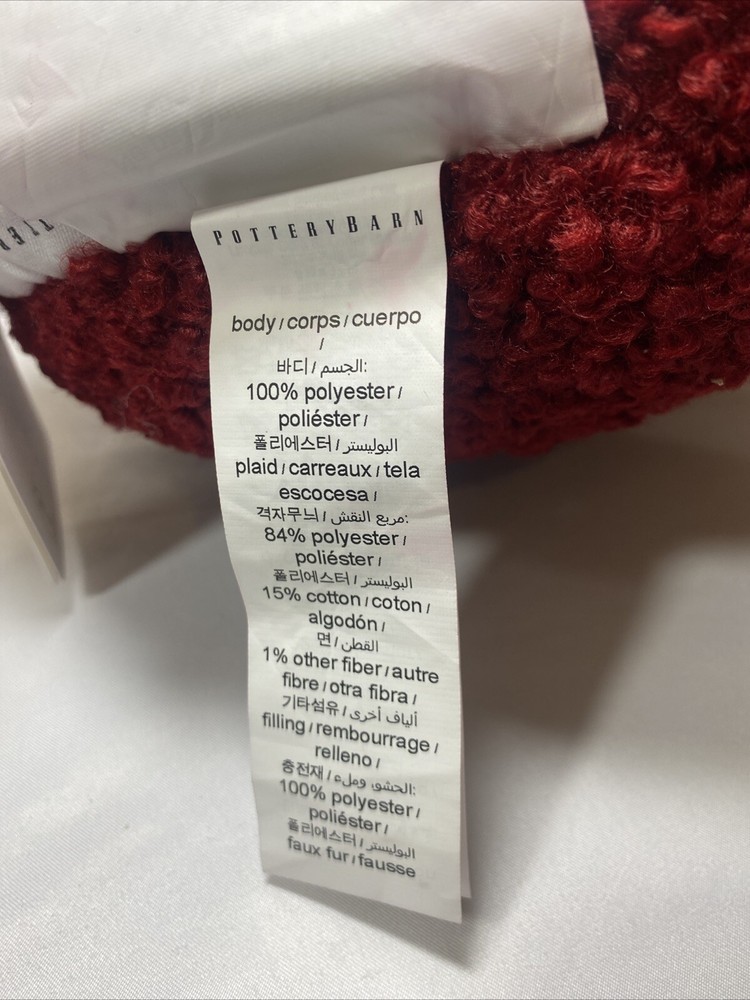 POTTERYBARN
body / corps / cuerpo
/
바디 / الجسم:
100% polyester /
poliéster /
폴리에스터 / البوليستر
plaid / carreaux / tela
escocesa /
격자무늬 / مربع النقش:
84% polyester /
poliéster /
폴리에스터 / البوليستر
15% cotton / coton /
algodón /
면 / القطن
1% other fiber / autre
fibre / otra fibra /
기타섬유 / ألياف أخرى
filling / rembourrage /
relleno /
충전재 / الحشو وملء:
100% polyester /
poliéster /
폴리에스터 / البوليستر
faux fur / fausse